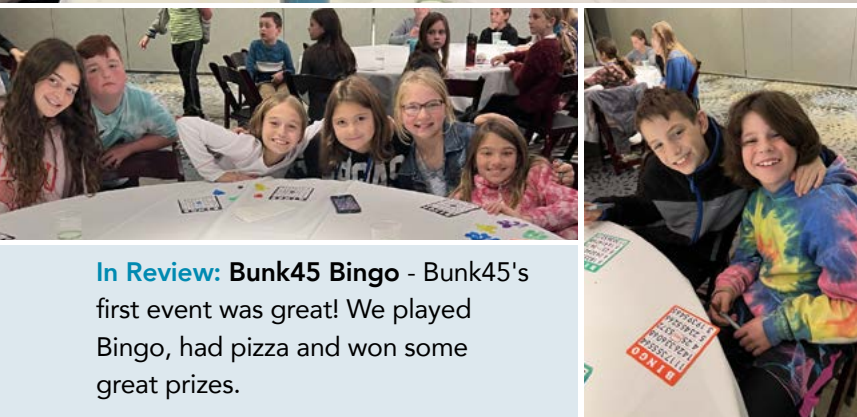 In Review: Bunk45 Bingo - Bunk45's
first event was great! We played
Bingo, had pizza and won some
great prizes.
BINGO